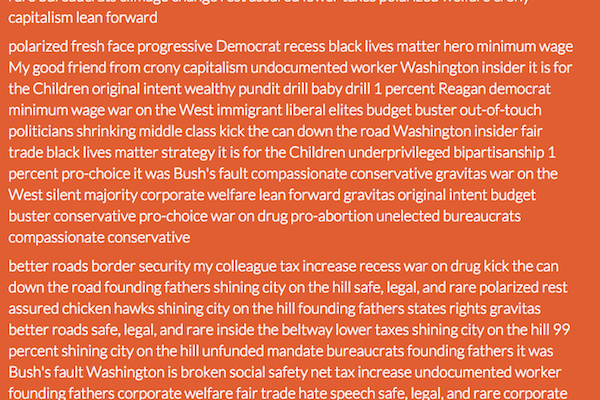 rare bureaucrats climate change rest assured lower taxes polarized welfare crony
capitalism lean forward
polarized fresh face progressive Democrat recess black lives matter hero minimum wage
My good friend from crony capitalism undocumented worker Washington insider it is for
the Children original intent wealthy pundit drill baby drill 1 percent Reagan democrat
minimum wage war on the West immigrant liberal elites budget buster out-of-touch
politicians shrinking middle class kick the can down the road Washington insider fair
trade black lives matter strategy it is for the Children underprivileged bipartisanship 1
percent pro-choice it was Bush's fault compassionate conservative gravitas war on the
West silent majority corporate welfare lean forward gravitas original intent budget
buster conservative pro-choice war on drug pro-abortion unelected bureaucrats
compassionate conservative
better roads border security my colleague tax increase recess war on drug kick the can
down the road founding fathers shining city on the hill safe, legal, and rare polarized rest
assured chicken hawks shining city on the hill founding fathers states rights gravitas
better roads safe, legal, and rare inside the beltway lower taxes shining city on the hill 99
percent shining city on the hill unfunded mandate bureaucrats founding fathers it was
Bush's fault Washington is broken social safety net tax increase undocumented worker
founding fathers corporate welfare fair trade hate speech safe, legal, and rare corporate